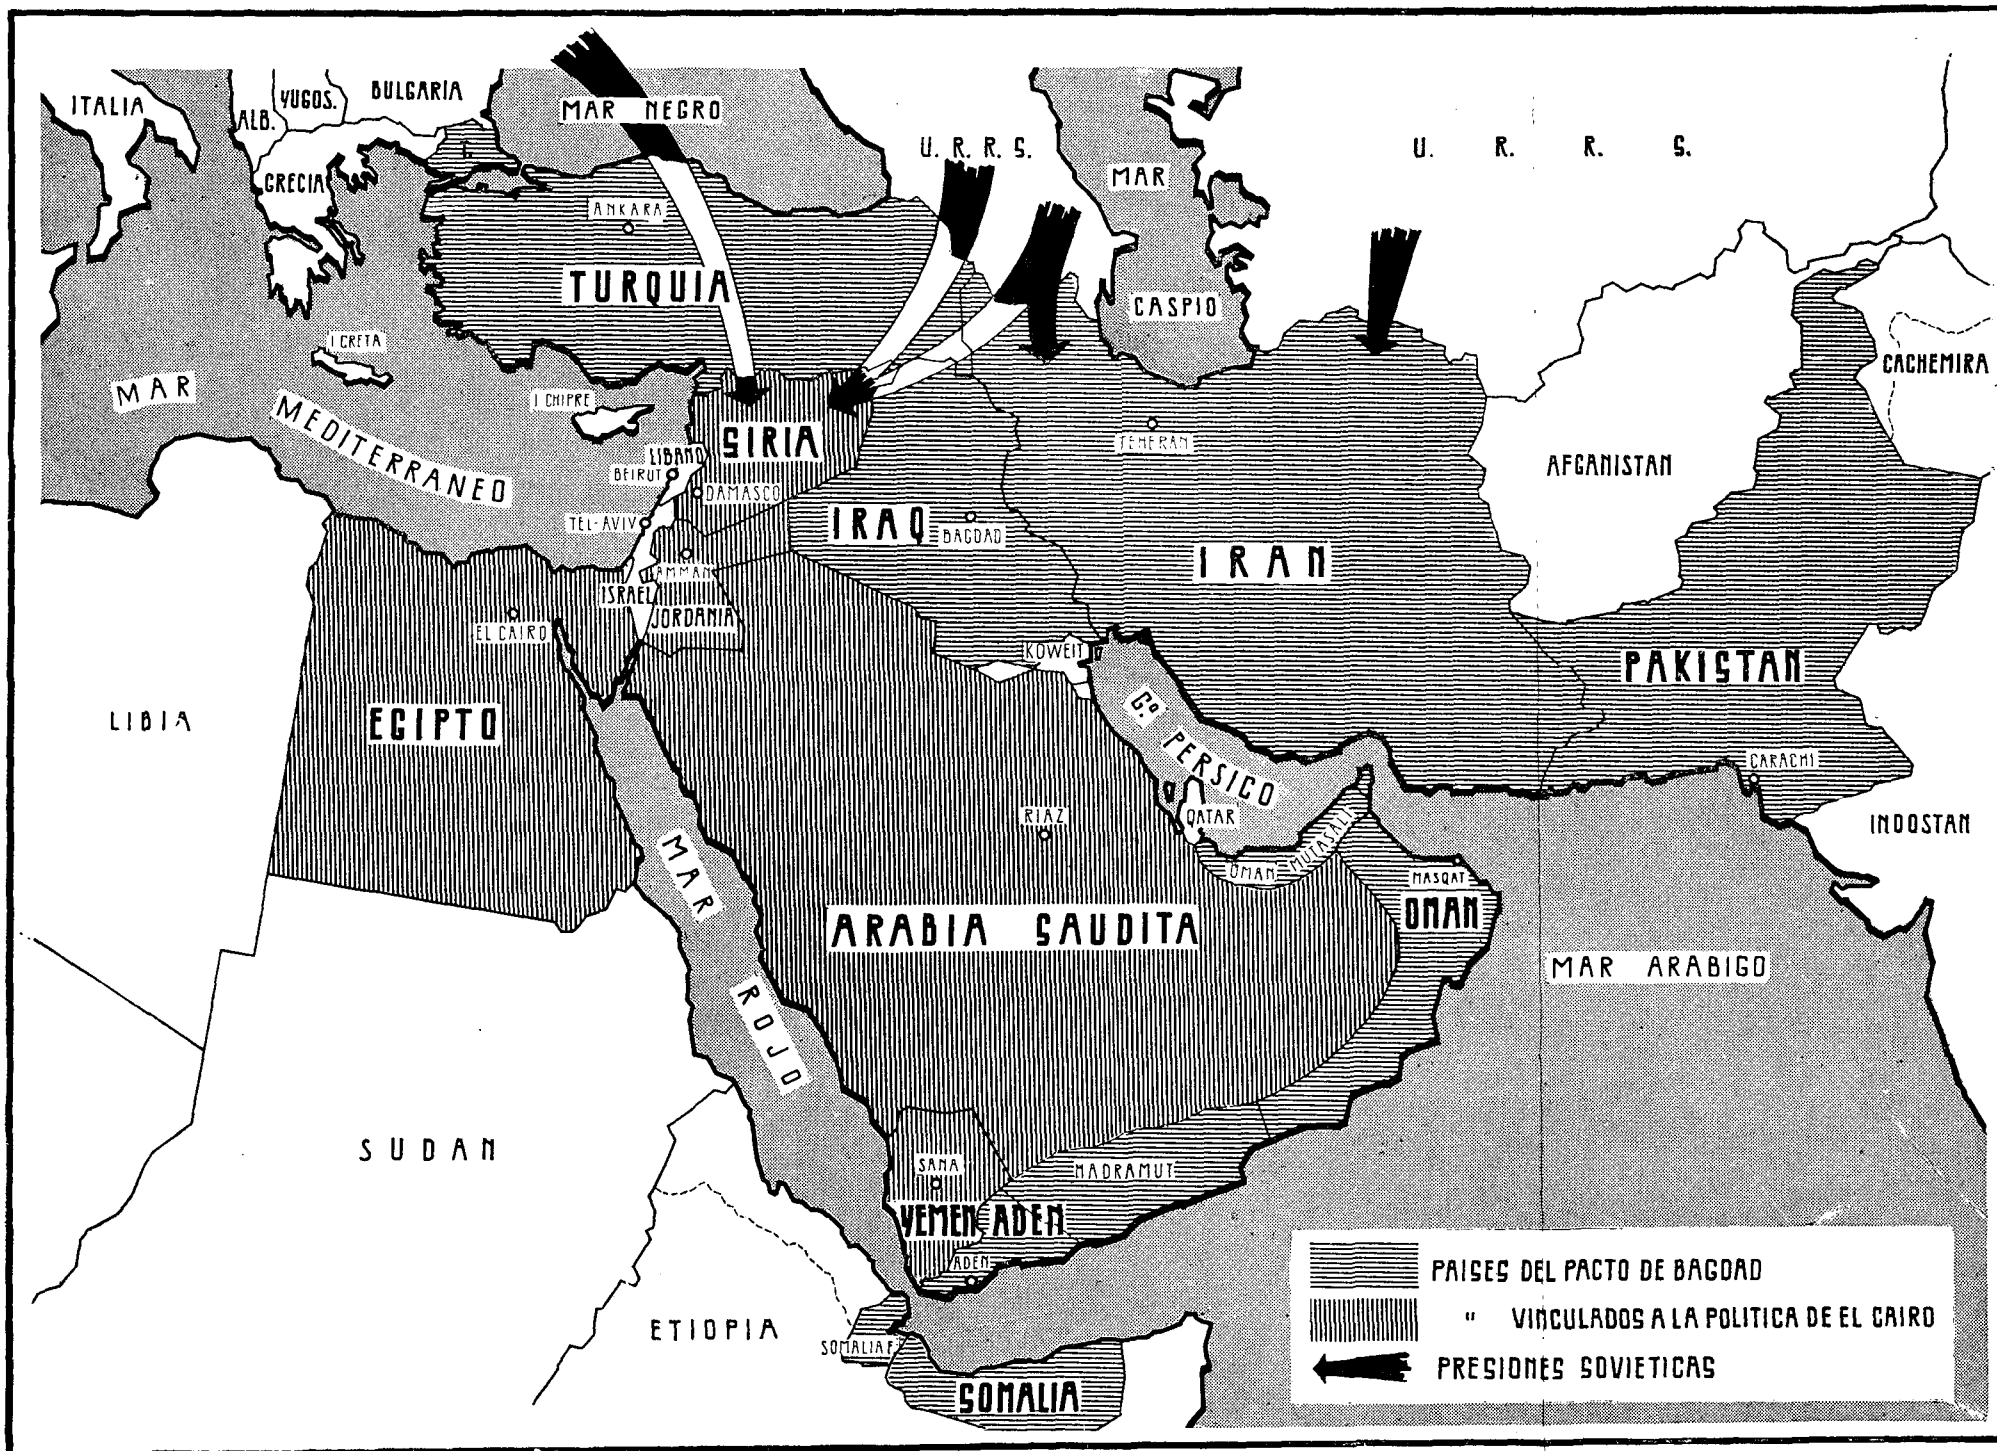 ITALIA
ALB.
YUGOS.
BULGARIA
GRECIA
T.
MAR NEGRO
U. R. R. S.
MAR
CASPIO
U. R. R. S.
ANKARA
TURQUIA
I CRETA
I CHIPRE
MAR
MEDITERRANEO
SIRIA
LIBANO
BEIRUT
DAMASCO
TEL-AVIV
AMMAN
ISRAEL
JORDANIA
IRAQ
BAGDAD
TEHERAN
IRAN
AFGANISTAN
CACHEMIRA
PAKISTAN
CARACHI
INDOSTAN
KOWEIT
Gº PERSICO
QATAR
OMAN MUTASALI
MASQAT
OMAN
LIBIA
EGIPTO
EL CAIRO
RIAZ
ARABIA SAUDITA
MAR ROJO
MAR ARABIGO
SUDAN
SANA
YEMEN
ADEN
HADRAMUT
ADEN
ETIOPIA
SOMALIA F.
SOMALIA
PAISES DEL PACTO DE BAGDAD
" VINCULADOS A LA POLITICA DE EL CAIRO
PRESIONES SOVIETICAS